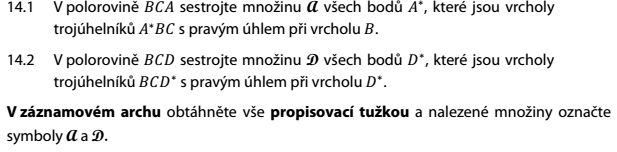 14.1 V polorovině BCA sestrojte množinu 𝓐 všech bodů A*, které jsou vrcholy
trojúhelníků A*BC s pravým úhlem při vrcholu B.
14.2 V polorovině BCD sestrojte množinu 𝓓 všech bodů D*, které jsou vrcholy
trojúhelníků BCD* s pravým úhlem při vrcholu D*.
V záznamovém archu obtáhněte vše propisovací tužkou a nalezené množiny označte
symboly 𝓐 a 𝓓.